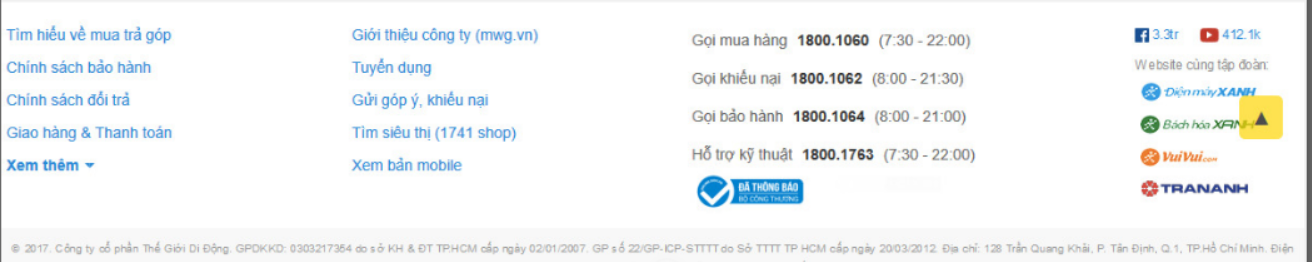 Tìm hiểu về mua trả góp
Chính sách bảo hành
Chính sách đổi trả
Giao hàng & Thanh toán
Xem thêm
Giới thiệu công ty (mwg.vn)
Tuyển dụng
Gửi góp ý, khiếu nại
Tìm siêu thị (1741 shop)
Xem bản mobile
Gọi mua hàng 1800.1060 (7:30 - 22:00)
Gọi khiếu nại 1800.1062 (8:00 - 21:30)
Gọi bảo hành 1800.1064 (8:00 - 21:00)
Hỗ trợ kỹ thuật 1800.1763 (7:30 - 22:00)
ĐÃ THÔNG BÁO
BỘ CÔNG THƯƠNG
3.3tr 412.1k
Website cùng tập đoàn:
Điện máy XANH
Bách hóa XANH
VuiVui.com
TRANANH
© 2017. Công ty cổ phần Thế Giới Di Động. GPDKKD: 0303217354 do sở KH & ĐT TP.HCM cấp ngày 02/01/2007. GP số 22/GP-ICP-STTTT do Sở TTTT TP HCM cấp ngày 20/03/2012. Địa chỉ: 128 Trần Quang Khải, P. Tân Định, Q.1, TP.Hồ Chí Minh. Điện